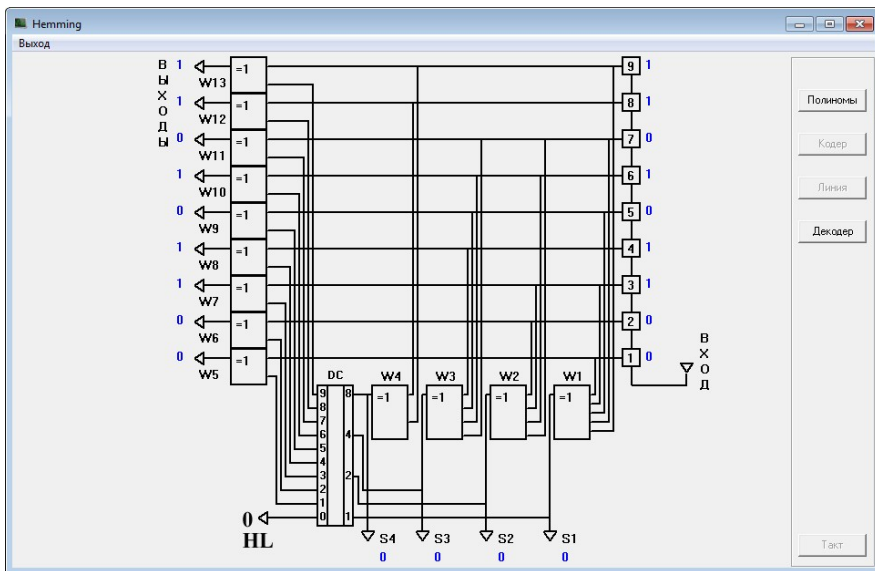 Hemming
Выход
ВЫХОДЫ
1 =1 9 1
W13
1 =1 8 1
W12
0 =1 7 0
W11
1 =1 6 1
W10
0 =1 5 0
W9
1 =1 4 1
W8
1 =1 3 1
W7
0 =1 2 0
W6
0 =1 1 0
W5
ВХОД
DC W4 W3 W2 W1
9 8 =1 =1 =1 =1
8
7
6 4
5
4
3 2
2
1
0 1
0
HL
S4 S3 S2 S1
0 0 0 0
Полиномы
Кодер
Линия
Декодер
Такт